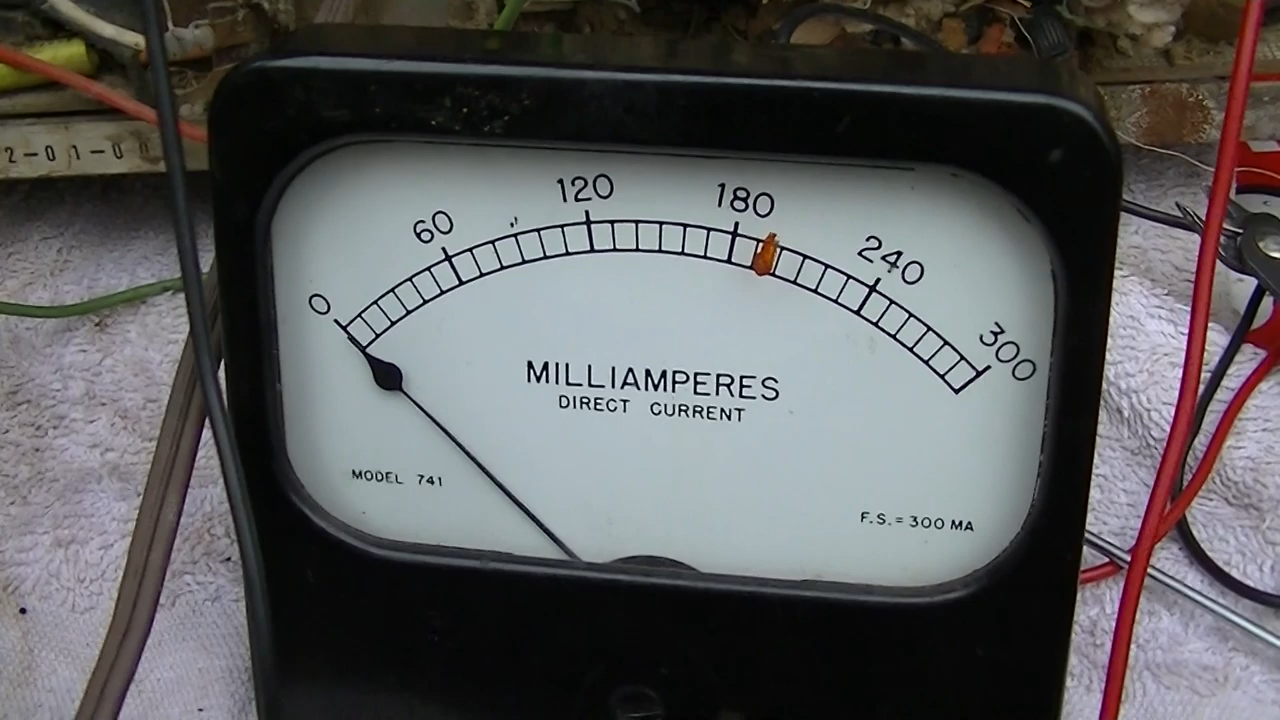 2-01-0
0
60
120
180
240
300
MILLIAMPERES
DIRECT CURRENT
MODEL 741
F.S. = 300 MA